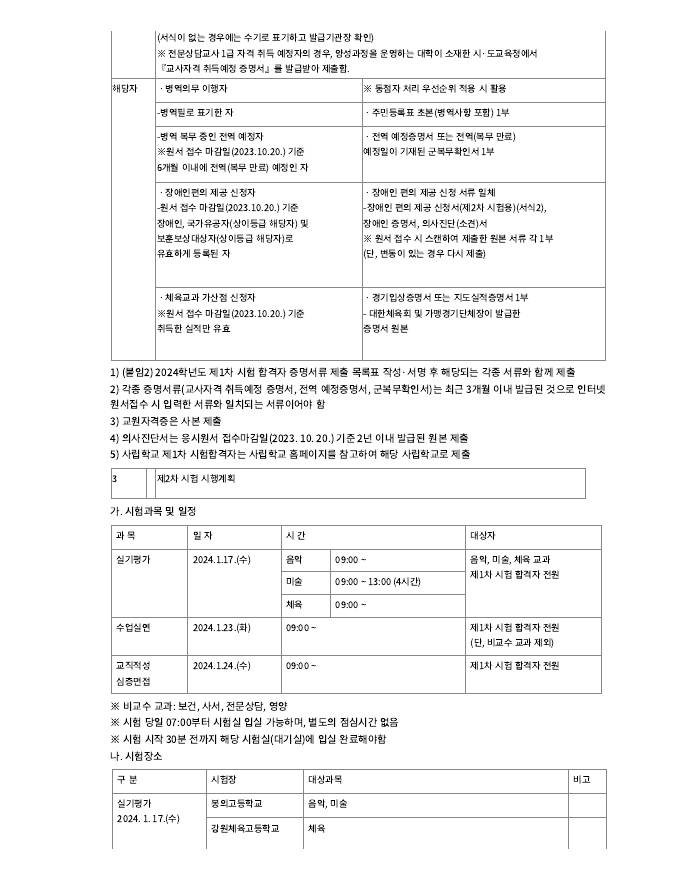 (서식이 없는 경우에는 수기로 표기하고 발급기관장 확인)
※ 전문상담교사 1급 자격 취득 예정자의 경우, 양성과정을 운영하는 대학이 소재한 시·도교육청에서
『교사자격 취득예정 증명서』를 발급받아 제출함.
해당자
· 병역의무 이행자
※ 동점자 처리 우선순위 적용 시 활용
-병역필로 표기한 자
· 주민등록표 초본(병역사항 포함) 1부
-병역 복무 중인 전역 예정자
※원서 접수 마감일(2023.10.20.) 기준
6개월 이내에 전역(복무 만료) 예정인 자
· 전역 예정증명서 또는 전역(복무 만료)
예정일이 기재된 군복무확인서 1부
· 장애인편의 제공 신청자
-원서 접수 마감일(2023.10.20.) 기준
장애인, 국가유공자(상이등급 해당자) 및
보훈보상대상자(상이등급 해당자)로
유효하게 등록된 자
· 장애인 편의 제공 신청 서류 일체
-장애인 편의 제공 신청서(제2차 시험용)(서식2),
장애인 증명서, 의사진단(소견)서
※ 원서 접수 시 스캔하여 제출한 원본 서류 각 1부
(단, 변동이 있는 경우 다시 제출)
· 체육교과 가산점 신청자
※원서 접수 마감일(2023.10.20.) 기준
취득한 실적만 유효
· 경기입상증명서 또는 지도실적증명서 1부
- 대한체육회 및 가맹경기단체장이 발급한
증명서 원본
1) (붙임2) 2024학년도 제1차 시험 합격자 증명서류 제출 목록표 작성·서명 후 해당되는 각종 서류와 함께 제출
2) 각종 증명서류(교사자격 취득예정 증명서, 전역 예정증명서, 군복무확인서)는 최근 3개월 이내 발급된 것으로 인터넷
원서접수 시 입력한 서류와 일치되는 서류이어야 함
3) 교원자격증은 사본 제출
4) 의사진단서는 응시원서 접수마감일(2023. 10. 20.) 기준 2년 이내 발급된 원본 제출
5) 사립학교 제1차 시험합격자는 사립학교 홈페이지를 참고하여 해당 사립학교로 제출
3 제2차 시험 시행계획
가. 시험과목 및 일정
과 목 일 자 시 간 대상자
실기평가 2024.1.17.(수) 음악 09:00 ~ 음악, 미술, 체육 교과
제1차 시험 합격자 전원
미술 09:00 ~ 13:00 (4시간)
체육 09:00 ~
수업실연 2024.1.23.(화) 09:00 ~ 제1차 시험 합격자 전원
(단, 비교수 교과 제외)
교직적성 2024.1.24.(수) 09:00 ~ 제1차 시험 합격자 전원
심층면접
※ 비교수 교과: 보건, 사서, 전문상담, 영양
※ 시험 당일 07:00부터 시험실 입실 가능하며, 별도의 점심시간 없음
※ 시험 시작 30분 전까지 해당 시험실(대기실)에 입실 완료해야함
나. 시험장소
구 분 시험장 대상과목 비고
실기평가 봉의고등학교 음악, 미술
2024. 1. 17.(수)
강원체육고등학교 체육